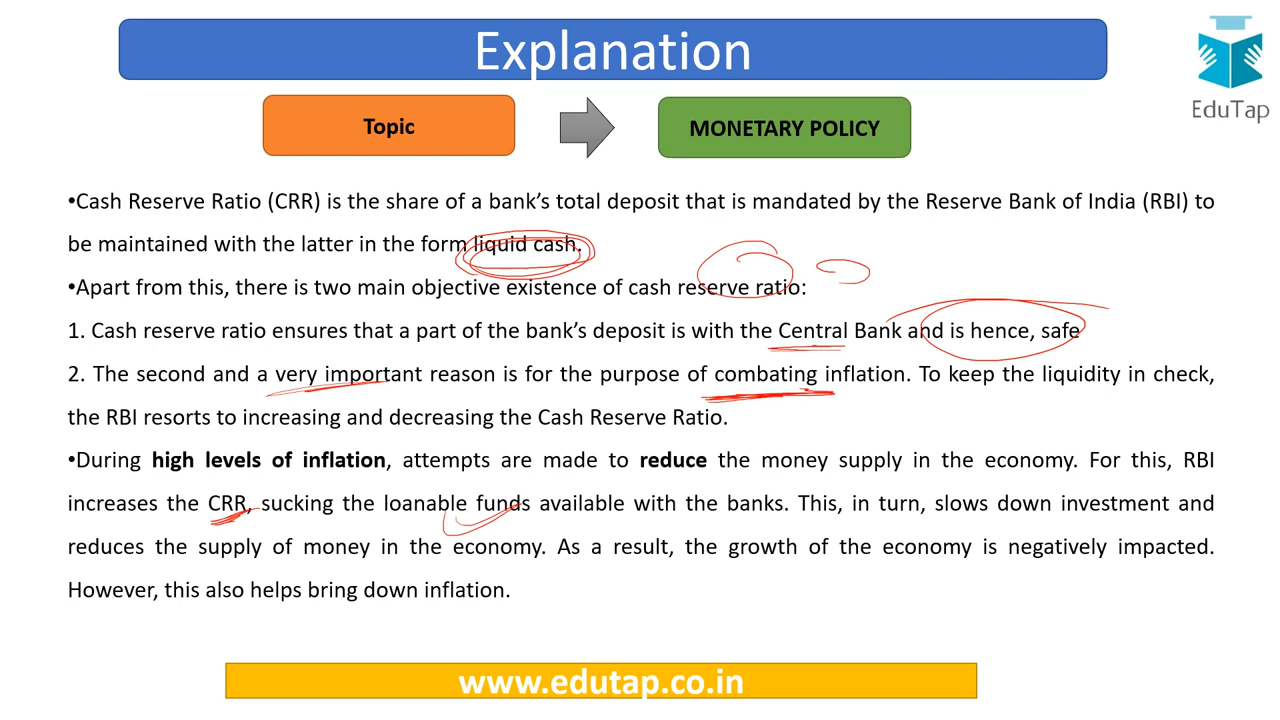 Explanation
EduTap
Topic
MONETARY POLICY
•Cash Reserve Ratio (CRR) is the share of a bank’s total deposit that is mandated by the Reserve Bank of India (RBI) to
be maintained with the latter in the form liquid cash.
•Apart from this, there is two main objective existence of cash reserve ratio:
1. Cash reserve ratio ensures that a part of the bank’s deposit is with the Central Bank and is hence, safe
2. The second and a very important reason is for the purpose of combating inflation. To keep the liquidity in check,
the RBI resorts to increasing and decreasing the Cash Reserve Ratio.
•During high levels of inflation, attempts are made to reduce the money supply in the economy. For this, RBI
increases the CRR, sucking the loanable funds available with the banks. This, in turn, slows down investment and
reduces the supply of money in the economy. As a result, the growth of the economy is negatively impacted.
However, this also helps bring down inflation.
www.edutap.co.in